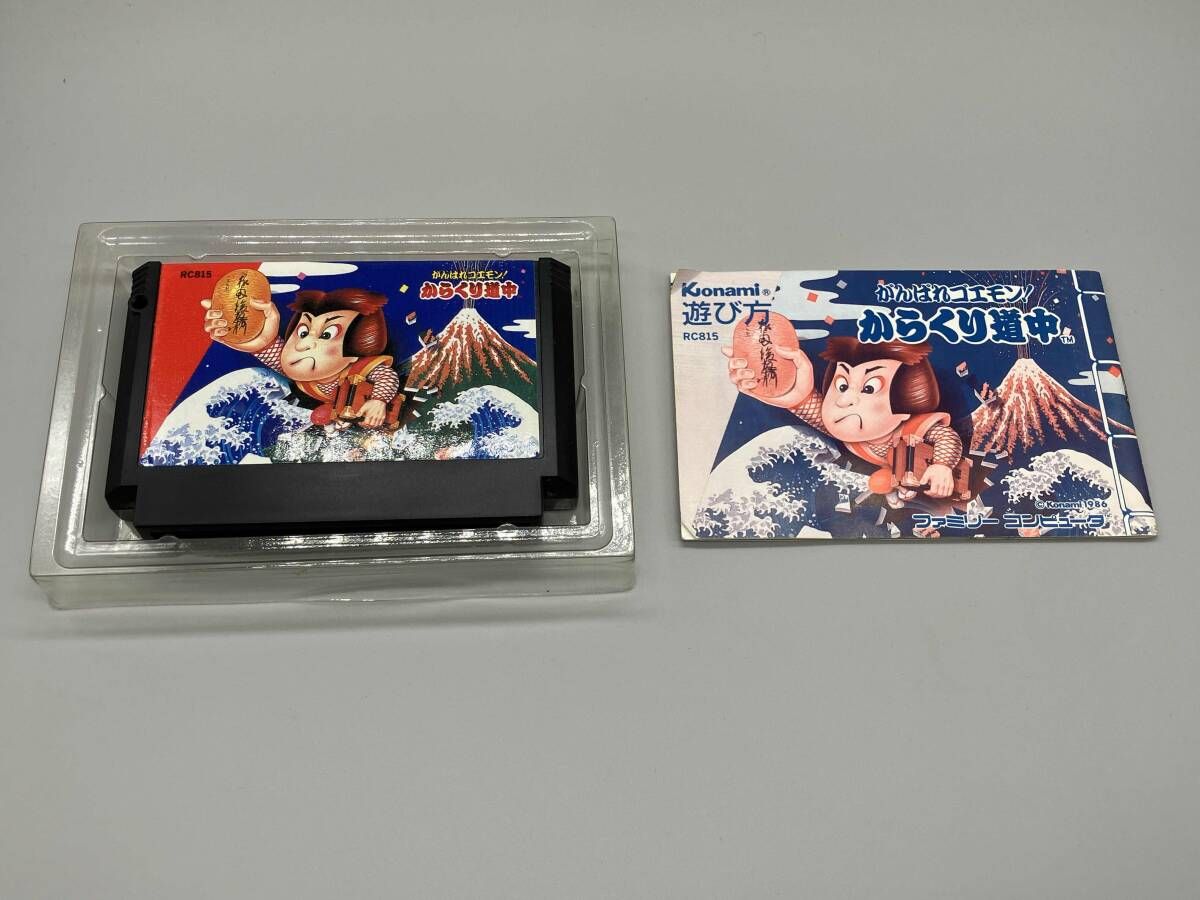 RC815
がんばれゴエモン!
からくり道中
Konami®
遊び方
RC815
がんばれゴエモン!
からくり道中™
©Konami 1986
ファミリー コンピュータ